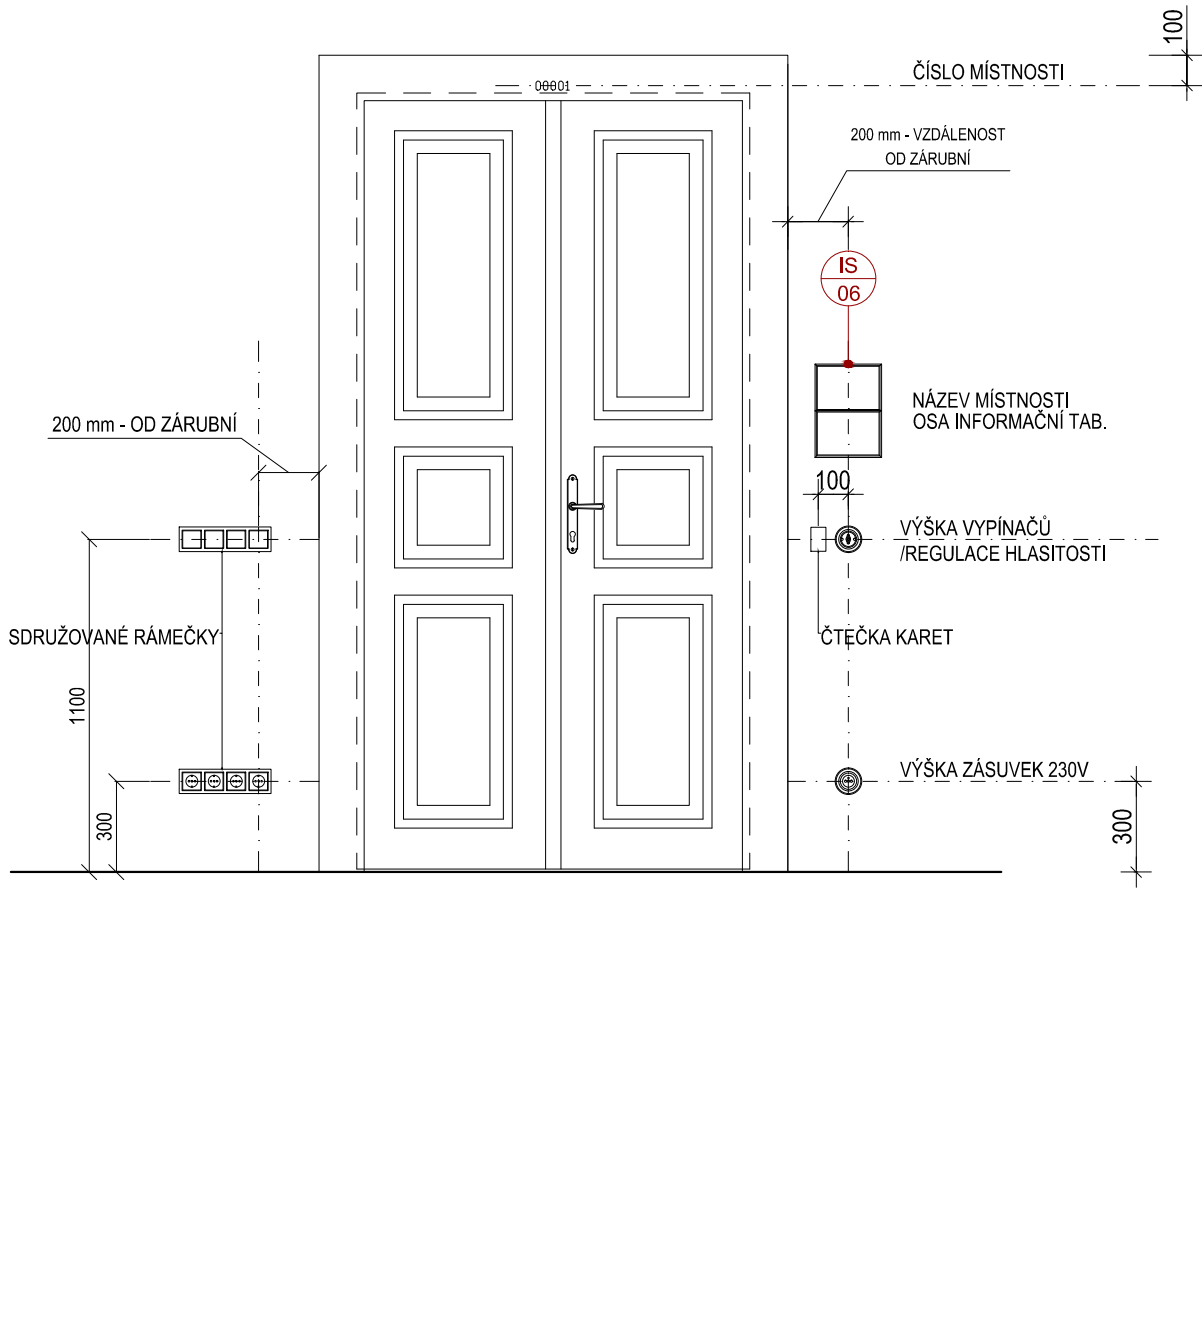 100
ČÍSLO MÍSTNOSTI
00001
200 mm - VZDÁLENOST
OD ZÁRUBNÍ
IS
06
NÁZEV MÍSTNOSTI
OSA INFORMAČNÍ TAB.
200 mm - OD ZÁRUBNÍ
100
VÝŠKA VYPÍNAČŮ
/REGULACE HLASITOSTI
SDRUŽOVANÉ RÁMEČKY
ČTEČKA KARET
1100
VÝŠKA ZÁSUVEK 230V
300
300